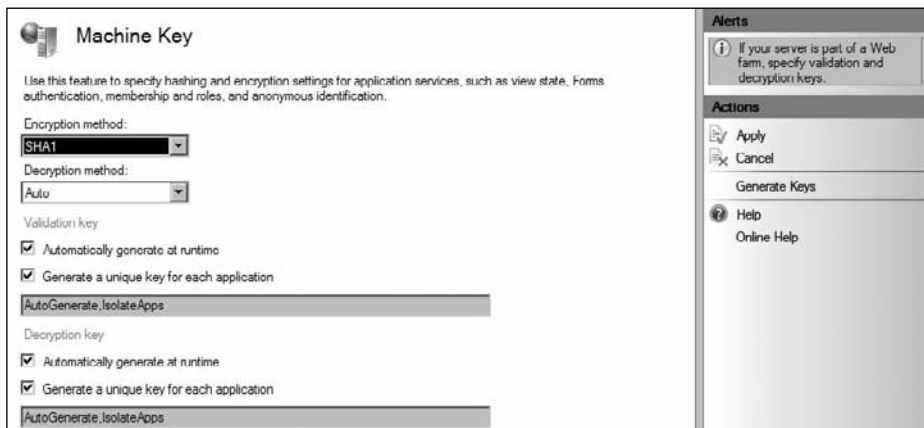 Machine Key
Use this feature to specify hashing and encryption settings for application services, such as view state, Forms
authentication, membership and roles, and anonymous identification.
Encryption method:
SHA1
Decryption method:
Auto
Validation key
Automatically generate at runtime
Generate a unique key for each application
AutoGenerate,IsolateApps
Decryption key
Automatically generate at runtime
Generate a unique key for each application
AutoGenerate,IsolateApps
Alerts
If your server is part of a Web
farm, specify validation and
decryption keys.
Actions
Apply
Cancel
Generate Keys
Help
Online Help